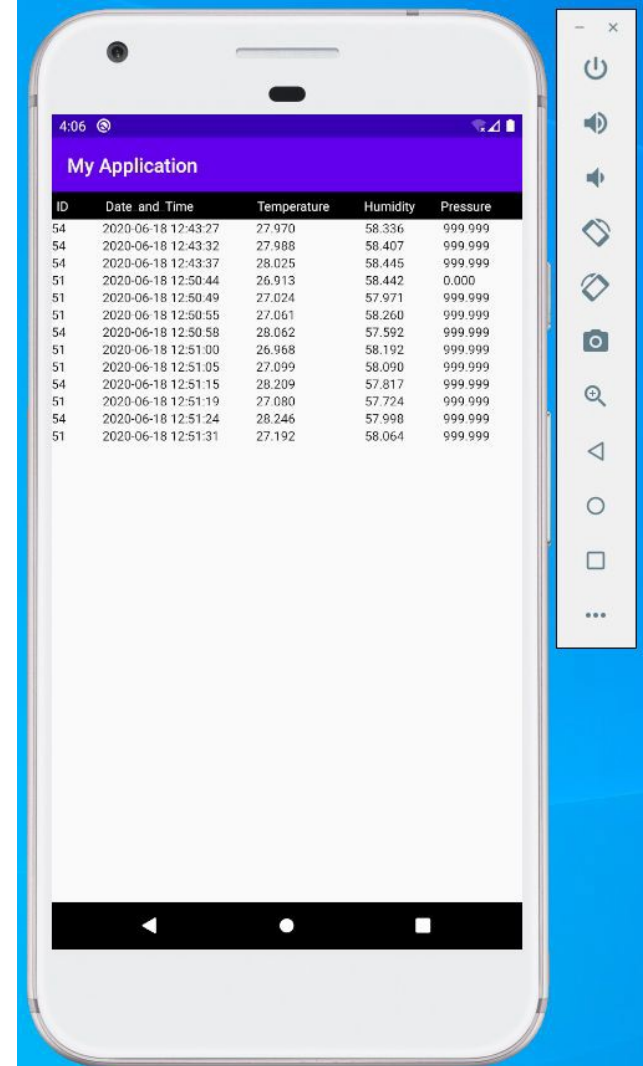 4:06
My Application
ID Date and Time Temperature Humidity Pressure
54 2020-06-18 12:43:27 27.970 58.336 999.999
54 2020-06-18 12:43:32 27.988 58.407 999.999
54 2020-06-18 12:43:37 28.025 58.445 999.999
51 2020-06-18 12:50:44 26.913 58.442 0.000
51 2020-06-18 12:50:49 27.024 57.971 999.999
51 2020-06-18 12:50:55 27.061 58.260 999.999
54 2020-06-18 12:50:58 28.062 57.592 999.999
51 2020-06-18 12:51:00 26.968 58.192 999.999
51 2020-06-18 12:51:05 27.099 58.090 999.999
54 2020-06-18 12:51:15 28.209 57.817 999.999
51 2020-06-18 12:51:19 27.080 57.724 999.999
54 2020-06-18 12:51:24 28.246 57.998 999.999
51 2020-06-18 12:51:31 27.192 58.064 999.999